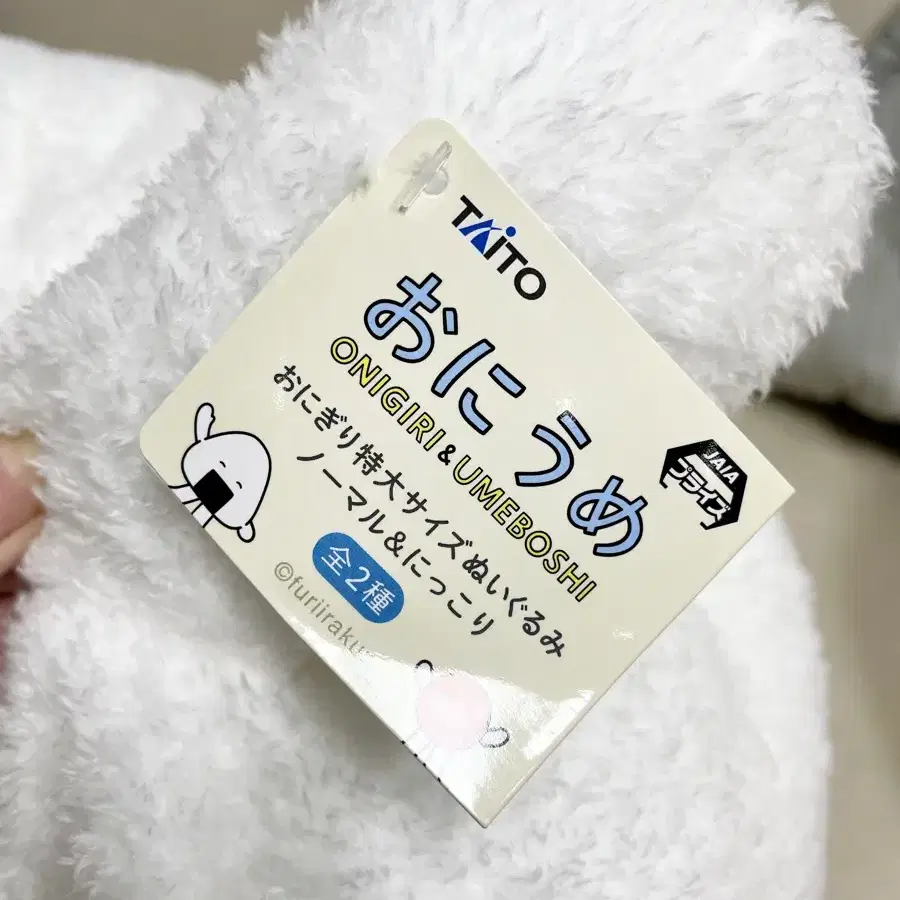 TAITO
おにうめ
ONIGIRI & UMEBOSHI
おにぎり特大サイズぬいぐるみ
ノーマル&にっこり
全2種
©furiirakun
JAIA
プライズ